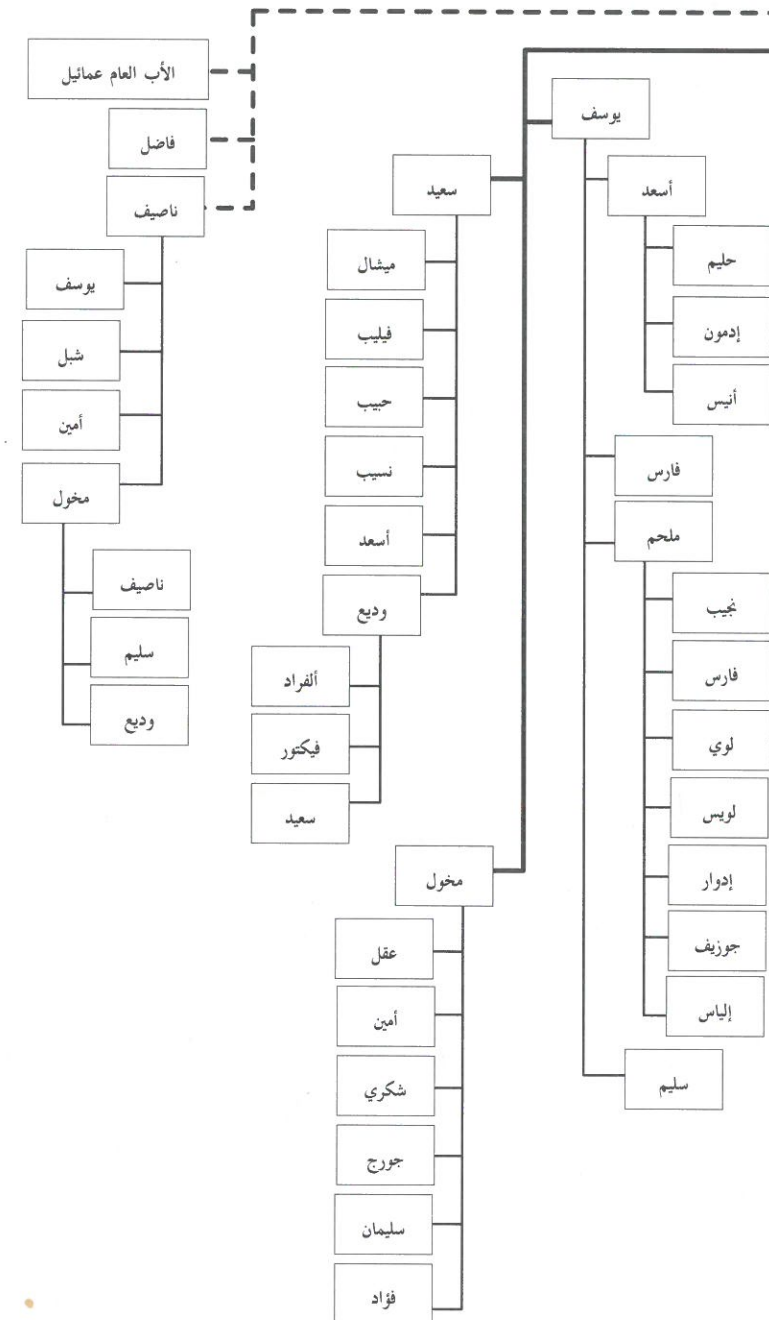 يوسف
أسعد
حليم
إدمون
أنيس
فارس
ملحم
نجيب
فارس
لوي
لويس
إدوار
جوزيف
إلياس
سليم
سعيد
ميشال
فيليب
حبيب
نسيب
أسعد
وديع
ألفراد
فيكتور
سعيد
مخول
عقل
أمين
شكري
جورج
سليمان
فؤاد
الأب العام عمائيل
فاضل
ناصيف
يوسف
شبل
أمين
مخول
ناصيف
سليم
وديع